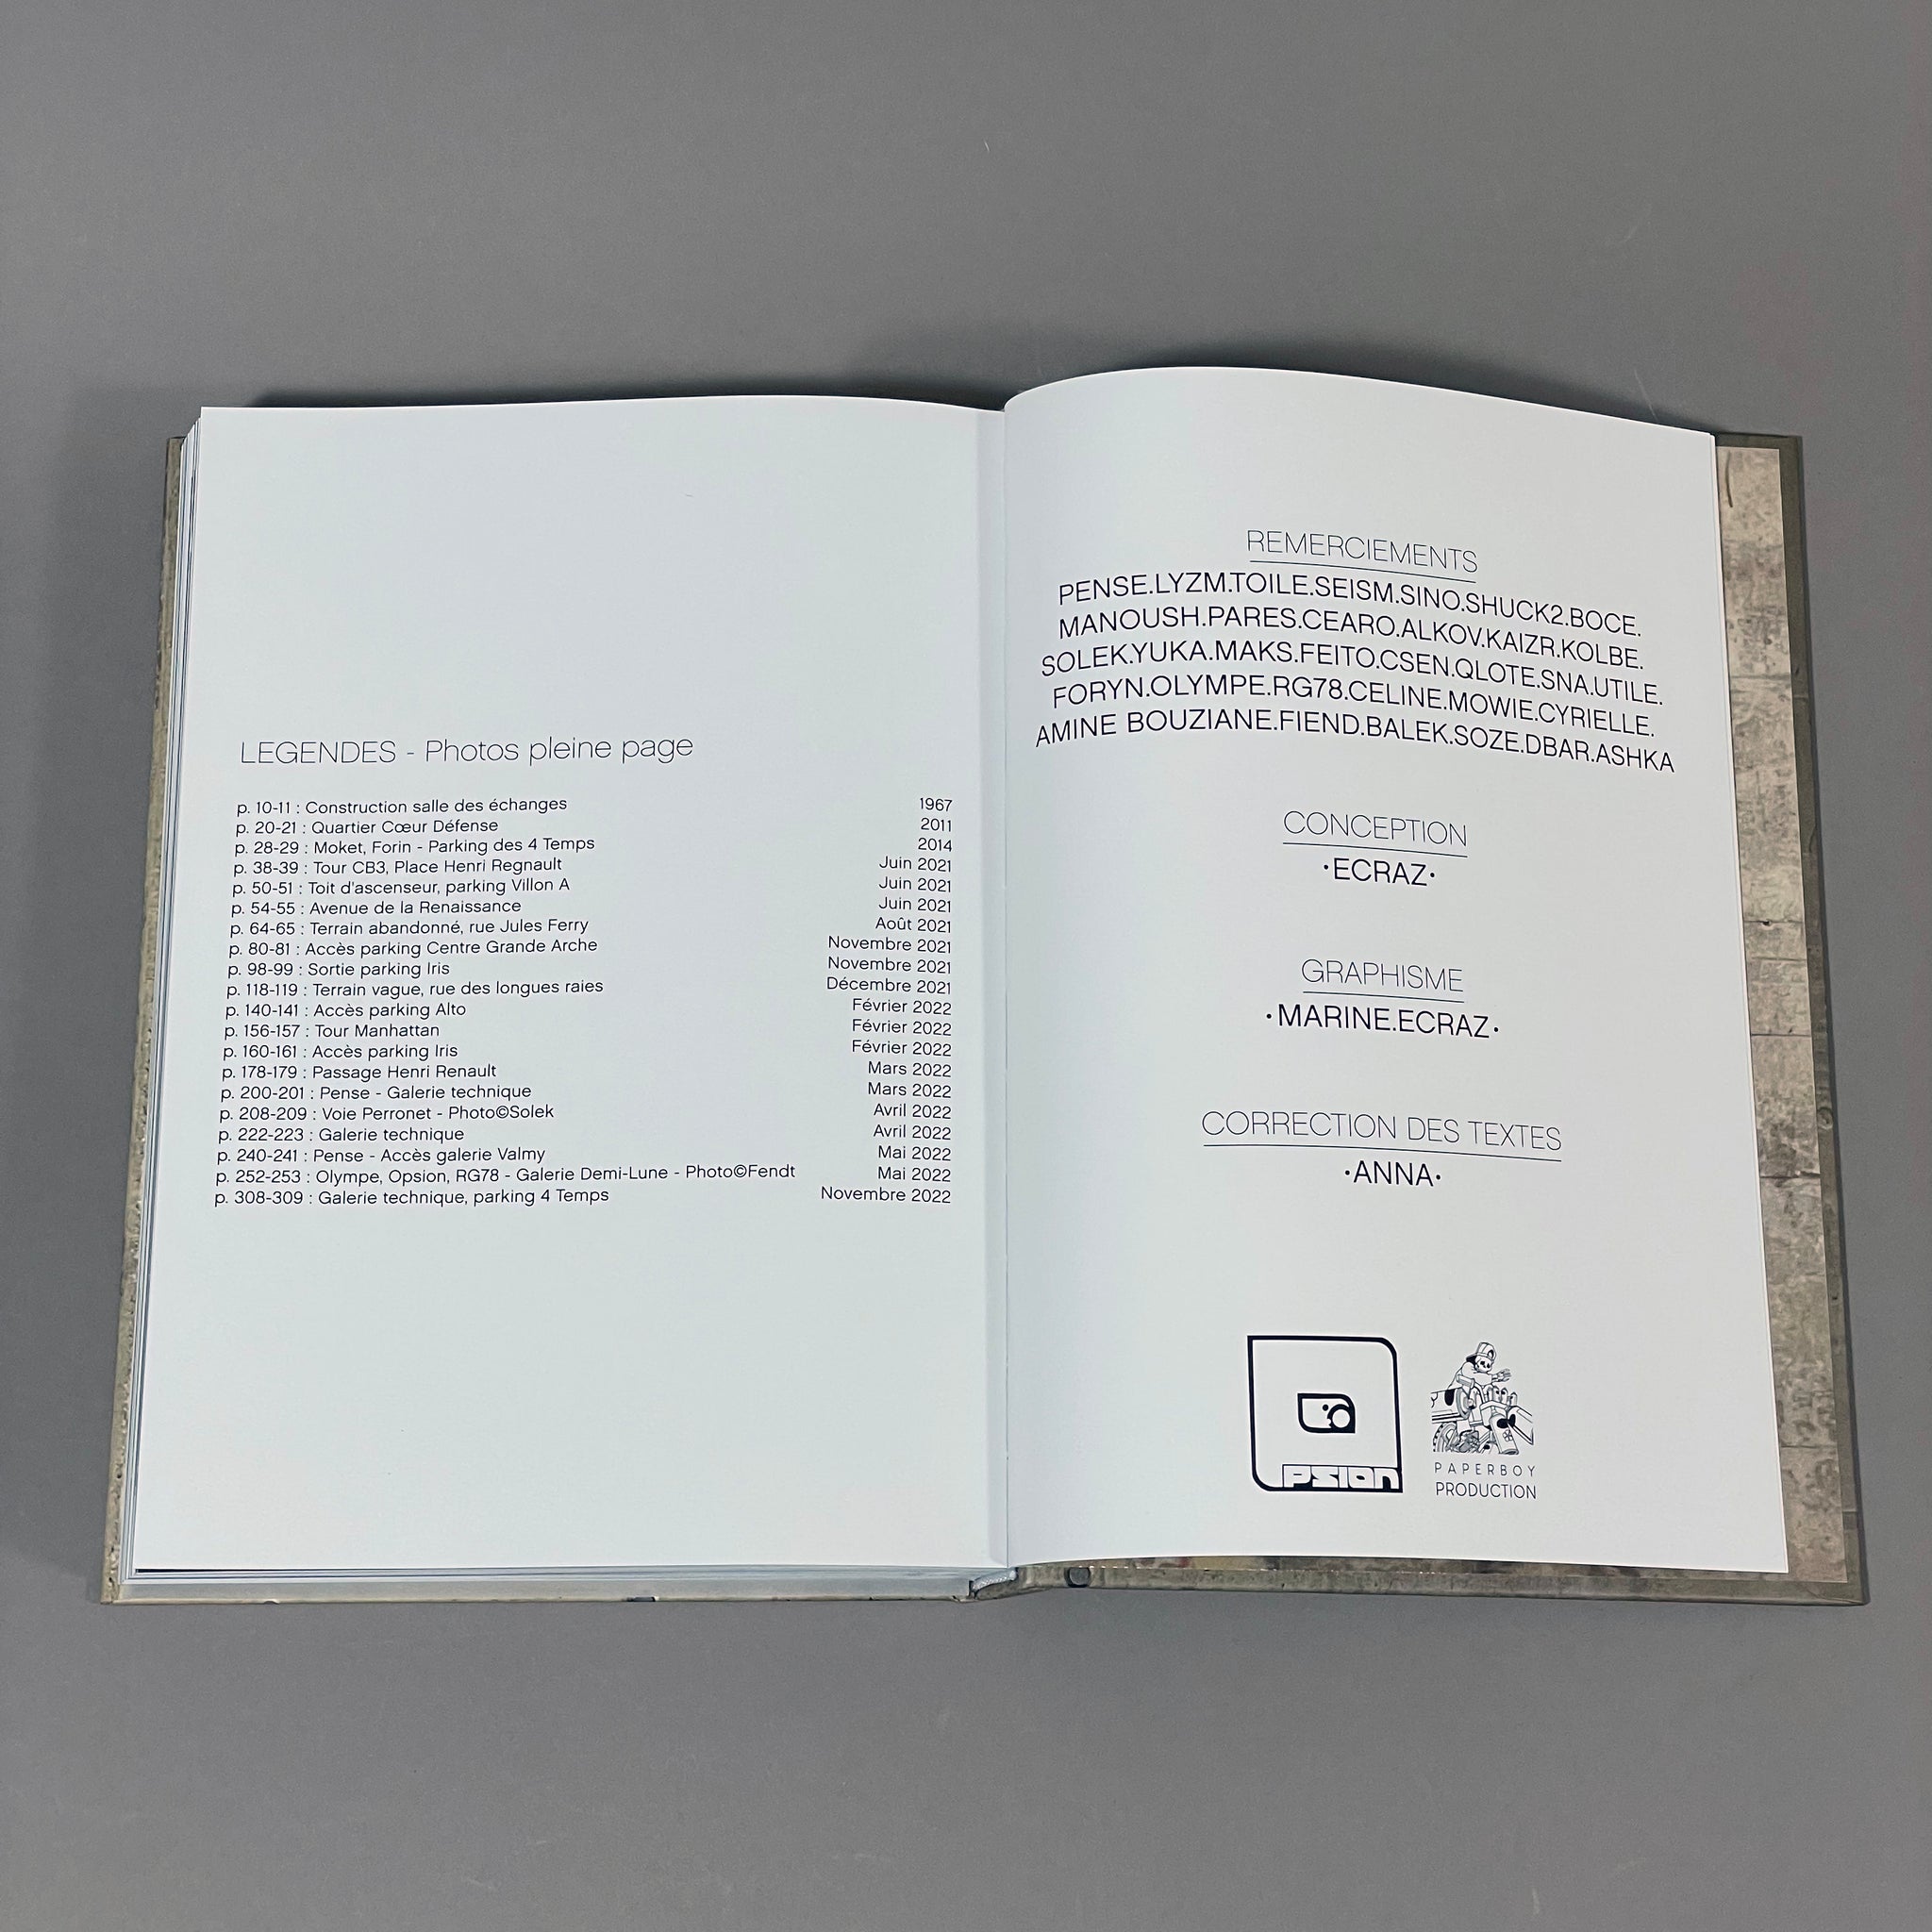 LEGENDES - Photos pleine page
p. 10-11 : Construction salle des échanges 1967
p. 20-21 : Quartier Cœur Défense 2011
p. 28-29 : Moket, Forin - Parking des 4 Temps 2014
p. 38-39 : Tour CB3, Place Henri Regnault Juin 2021
p. 50-51 : Toit d'ascenseur, parking Villon A Juin 2021
p. 54-55 : Avenue de la Renaissance Juin 2021
p. 64-65 : Terrain abandonné, rue Jules Ferry Août 2021
p. 80-81 : Accès parking Centre Grande Arche Novembre 2021
p. 98-99 : Sortie parking Iris Novembre 2021
p. 118-119 : Terrain vague, rue des longues raies Décembre 2021
p. 140-141 : Accès parking Alto Février 2022
p. 156-157 : Tour Manhattan Février 2022
p. 160-161 : Accès parking Iris Février 2022
p. 178-179 : Passage Henri Renault Mars 2022
p. 200-201 : Pense - Galerie technique Mars 2022
p. 208-209 : Voie Perronet - Photo©Solek Avril 2022
p. 222-223 : Galerie technique Avril 2022
p. 240-241 : Pense - Accès galerie Valmy Mai 2022
p. 252-253 : Olympe, Opsion, RG78 - Galerie Demi-Lune - Photo©Fendt Mai 2022
p. 308-309 : Galerie technique, parking 4 Temps Novembre 2022
REMERCIEMENTS
PENSE.LYZM.TOILE.SEISM.SINO.SHUCK2.BOCE.
MANOUSH.PARES.CEARO.ALKOV.KAIZR.KOLBE.
SOLEK.YUKA.MAKS.FEITO.CSEN.QLOTE.SNA.UTILE.
FORYN.OLYMPE.RG78.CELINE.MOWIE.CYRIELLE.
AMINE BOUZIANE.FIEND.BALEK.SOZE.DBAR.ASHKA
CONCEPTION
·ECRAZ·
GRAPHISME
·MARINE.ECRAZ·
CORRECTION DES TEXTES
·ANNA·
PSION
PAPERBOY
PRODUCTION